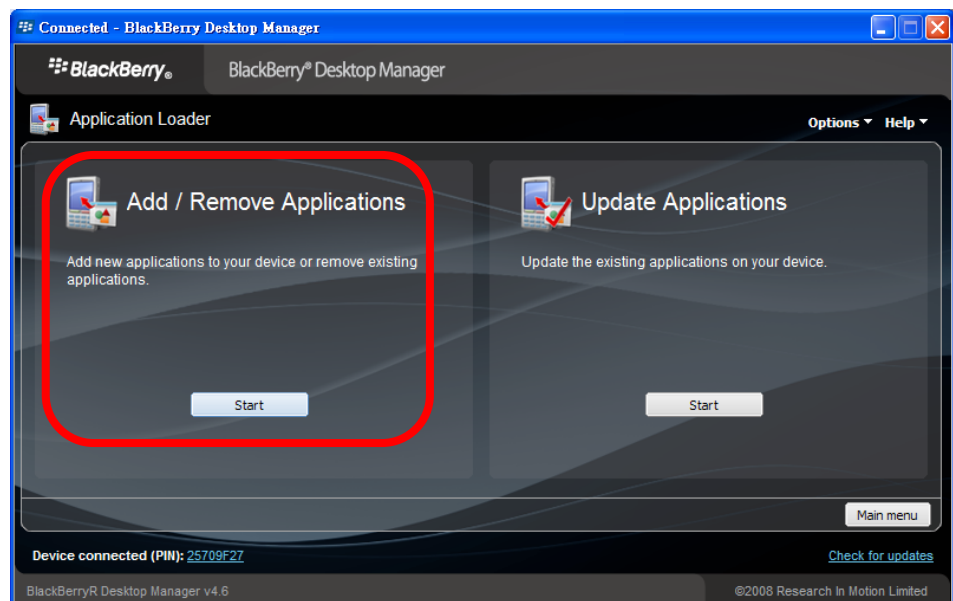 Connected - BlackBerry Desktop Manager
BlackBerry® BlackBerry® Desktop Manager
Application Loader
Options Help
Add / Remove Applications
Add new applications to your device or remove existing
applications.
Start
Update Applications
Update the existing applications on your device.
Start
Main menu
Device connected (PIN): 25709F27
Check for updates
BlackBerryR Desktop Manager v4.6
©2008 Research In Motion Limited